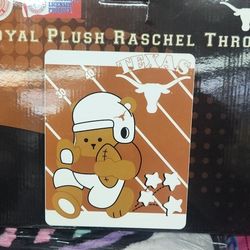 OYAL PLUSH RASCHEL THRO
TEXAS